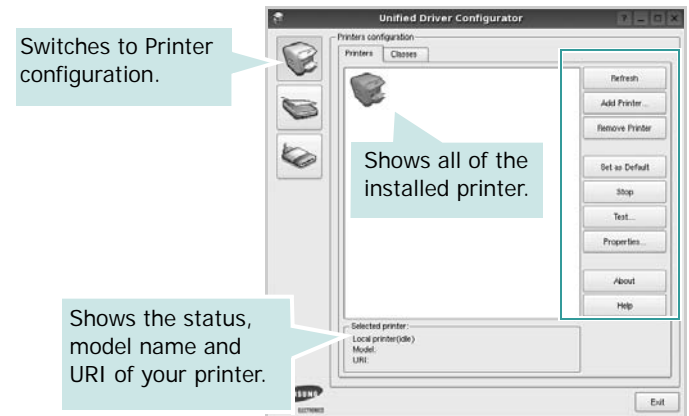 Unified Driver Configurator
Switches to Printer
configuration.
Printers configuration
Printers Classes
Refresh
Add Printer...
Remove Printer
Shows all of the
installed printer.
Set as Default
Stop
Test...
Properties...
About
Help
Shows the status,
model name and
URI of your printer.
Selected printer:
Local printer(idle)
Model:
URI:
ELECTRONICS
Exit